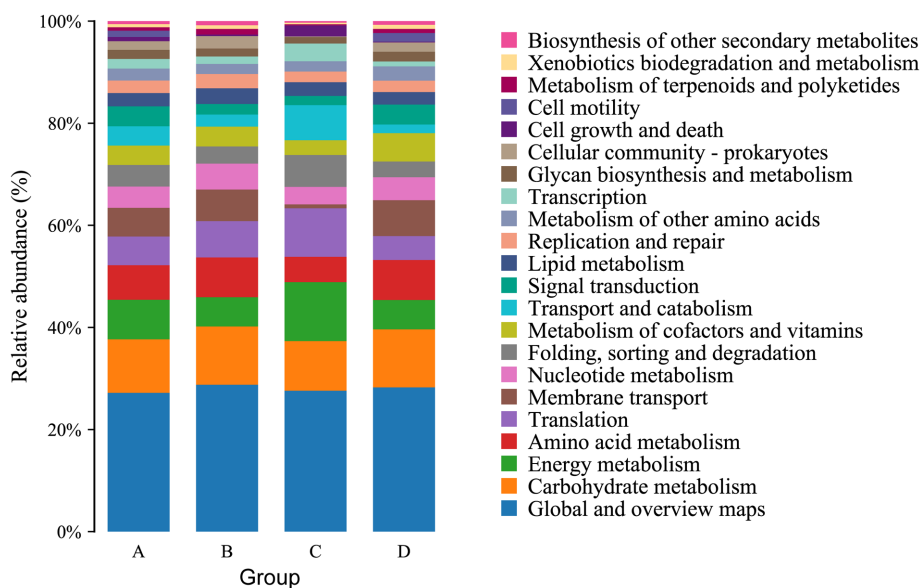 100%
80%
60%
40%
20%
0%
Relative abundance (%)
A B C D
Group
Biosynthesis of other secondary metabolites
Xenobiotics biodegradation and metabolism
Metabolism of terpenoids and polyketides
Cell motility
Cell growth and death
Cellular community - prokaryotes
Glycan biosynthesis and metabolism
Transcription
Metabolism of other amino acids
Replication and repair
Lipid metabolism
Signal transduction
Transport and catabolism
Metabolism of cofactors and vitamins
Folding, sorting and degradation
Nucleotide metabolism
Membrane transport
Translation
Amino acid metabolism
Energy metabolism
Carbohydrate metabolism
Global and overview maps